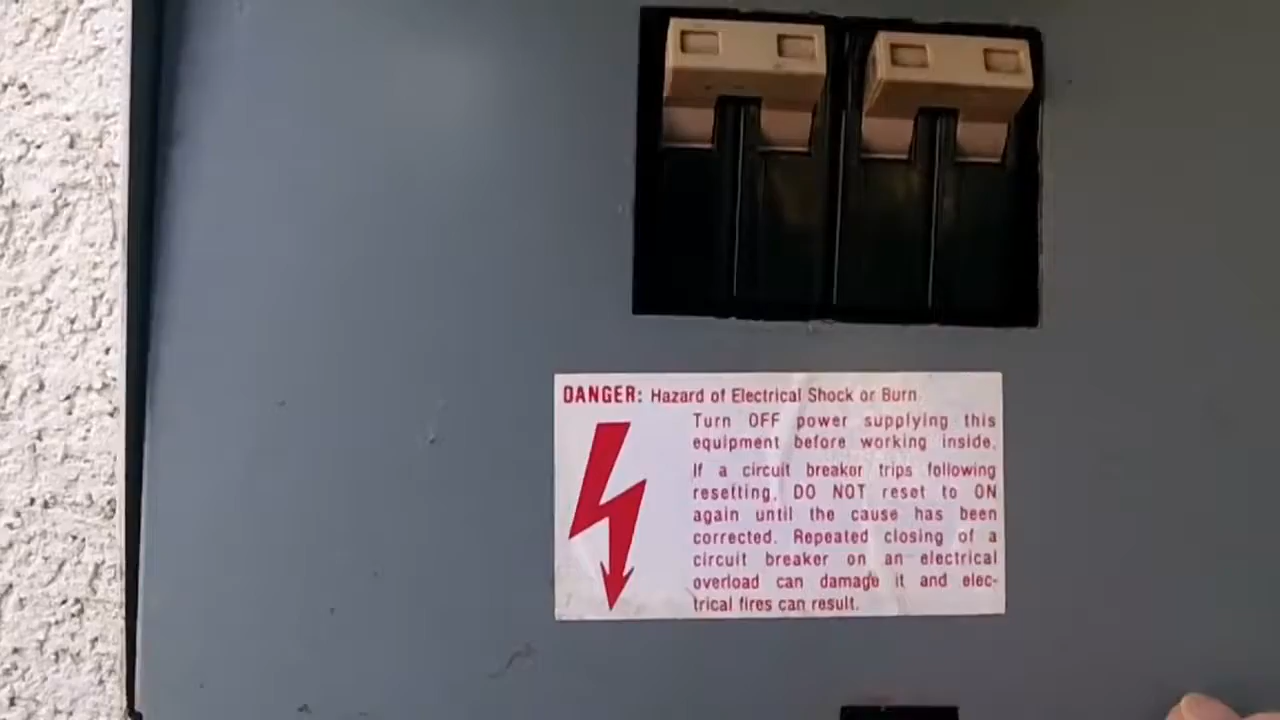 DANGER: Hazard of Electrical Shock or Burn
Turn OFF power supplying this
equipment before working inside.
If a circuit breaker trips following
resetting, DO NOT reset to ON
again until the cause has been
corrected. Repeated closing of a
circuit breaker on an electrical
overload can damage it and elec-
trical fires can result.